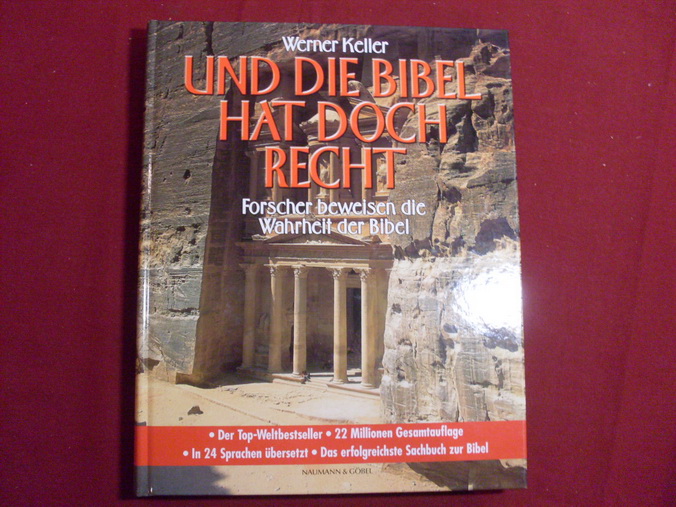 Werner Keller
UND DIE BIBEL
HAT DOCH
RECHT
Forscher beweisen die
Wahrheit der Bibel
• Der Top-Weltbestseller • 22 Millionen Gesamtauflage
• In 24 Sprachen übersetzt • Das erfolgreichste Sachbuch zur Bibel
NAUMANN & GÖBEL